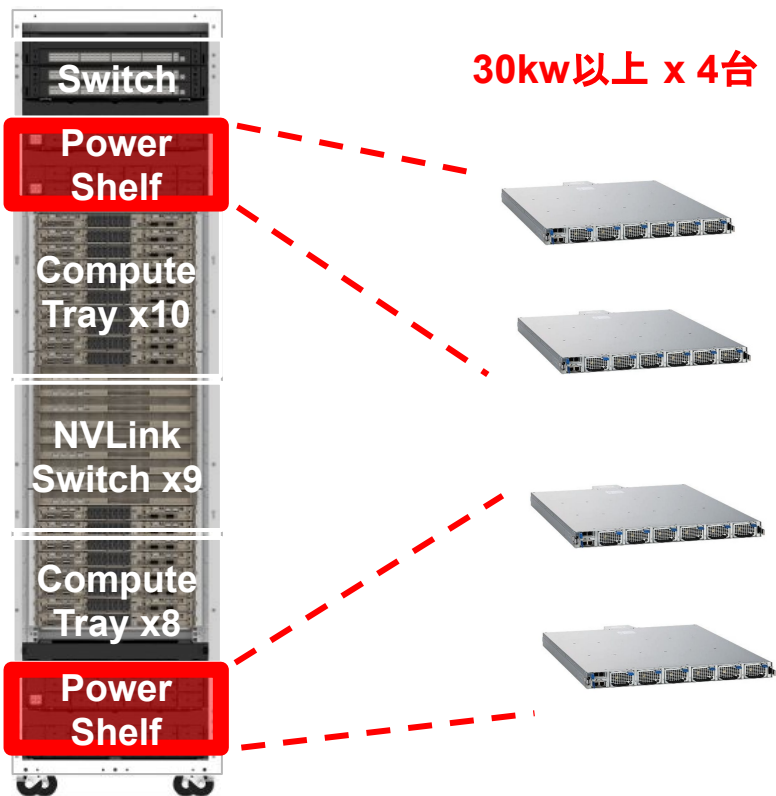 Switch
30kw以上 x 4台
Power
Shelf
Compute
Tray x10
NVLink
Switch x9
Compute
Tray x8
Power
Shelf